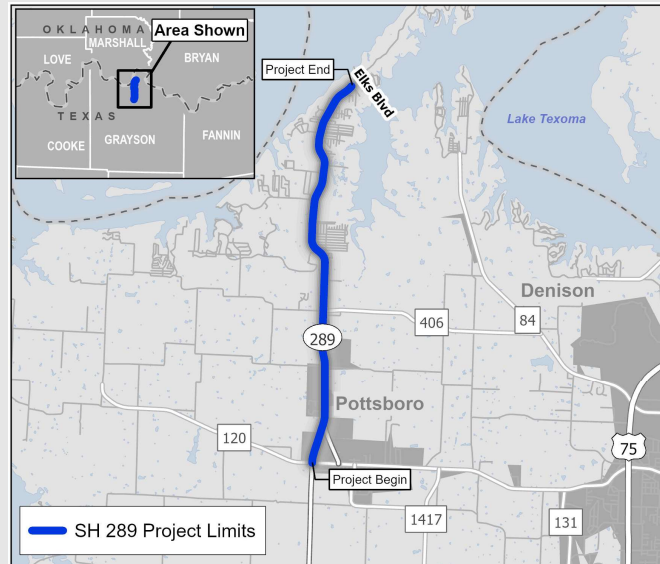 OKLAHOMA
MARSHALL
LOVE
BRYAN
TEXAS
COOKE
GRAYSON
FANNIN
Area Shown
Project End
Elks Blvd
Lake Texoma
Denison
406
84
289
Pottsboro
120
75
Project Begin
1417
131
SH 289 Project Limits